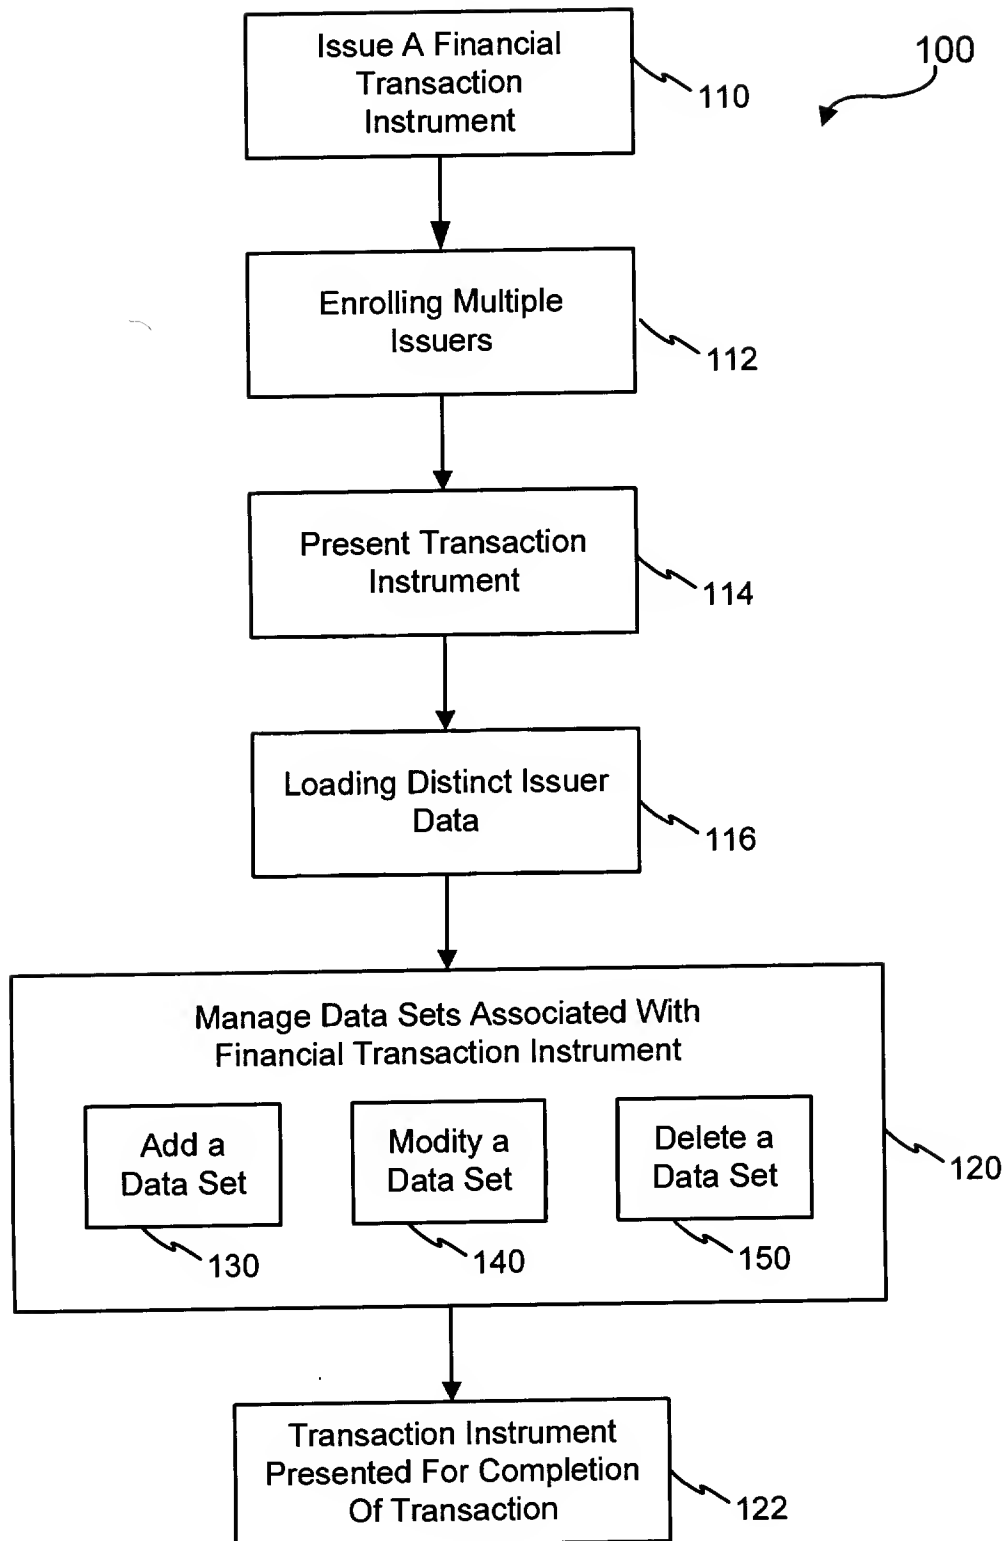 Issue A Financial
Transaction
Instrument
100
110
Enrolling Multiple
Issuers
112
Present Transaction
Instrument
114
Loading Distinct Issuer
Data
116
Manage Data Sets Associated With
Financial Transaction Instrument
Add a
Data Set
Modity a
Data Set
Delete a
Data Set
120
130
140
150
Transaction Instrument
Presented For Completion
Of Transaction
122